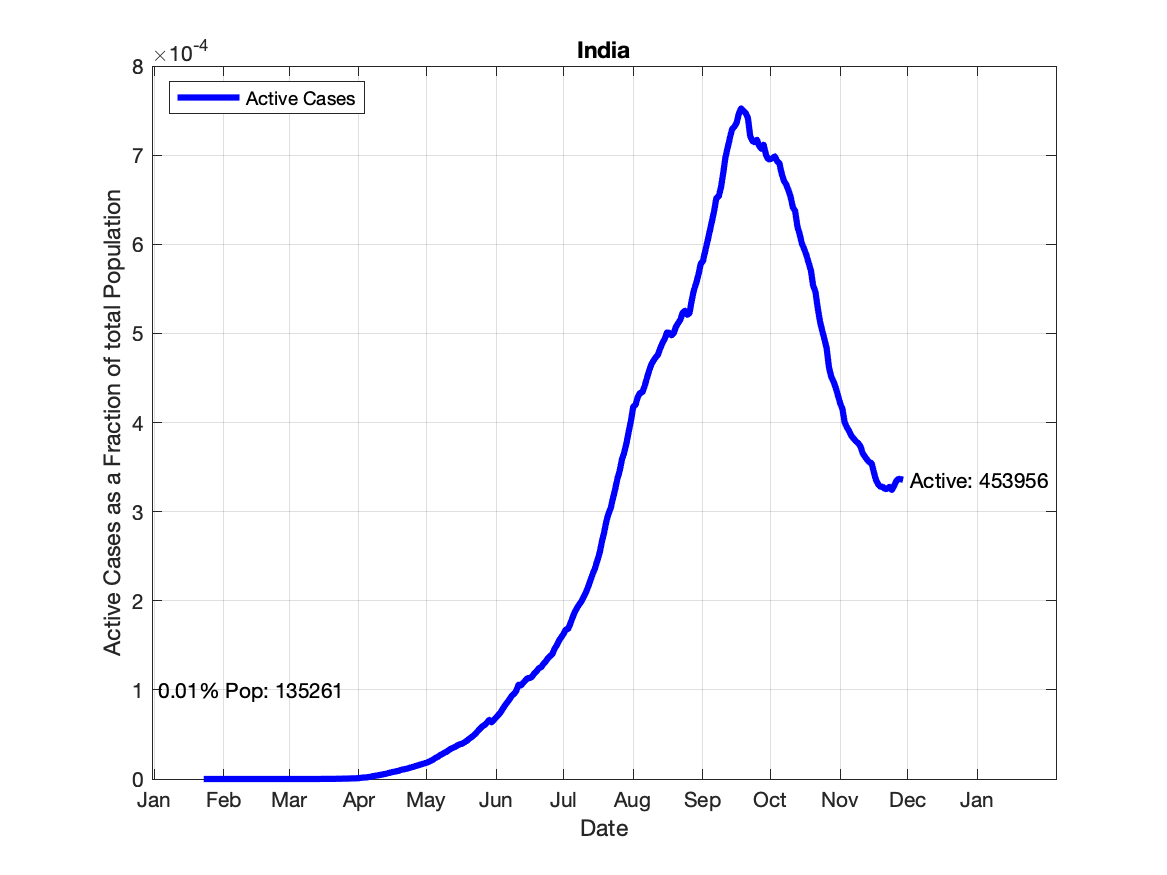 India
×10⁻⁴
Active Cases
8
7
6
5
4
3
2
1
0
Active Cases as a Fraction of total Population
Active: 453956
0.01% Pop: 135261
Jan Feb Mar Apr May Jun Jul Aug Sep Oct Nov Dec Jan
Date